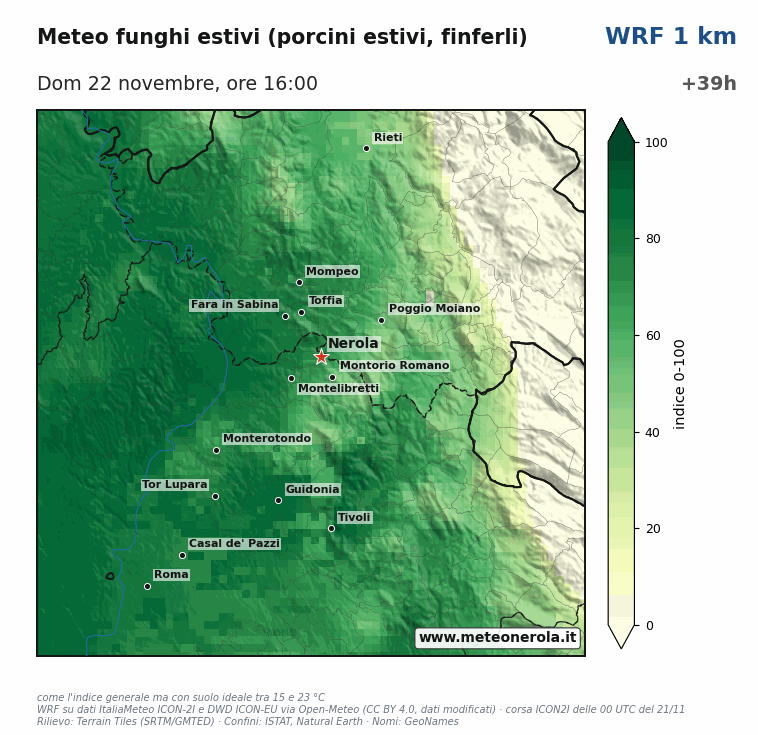 Meteo funghi estivi (porcini estivi, finferli)
WRF 1 km
Dom 22 novembre, ore 16:00
+39h
Rieti
Mompeo
Toffia
Fara in Sabina
Poggio Moiano
Nerola
Montorio Romano
Montelibretti
Monterotondo
Tor Lupara
Guidonia
Tivoli
Casal de' Pazzi
Roma
www.meteonerola.it
100
80
60
40
20
0
indice 0-100
come l'indice generale ma con suolo ideale tra 15 e 23 °C
WRF su dati ItaliaMeteo ICON-2I e DWD ICON-EU via Open-Meteo (CC BY 4.0, dati modificati) · corsa ICON2I delle 00 UTC del 21/11
Rilievo: Terrain Tiles (SRTM/GMTED) · Confini: ISTAT, Natural Earth · Nomi: GeoNames